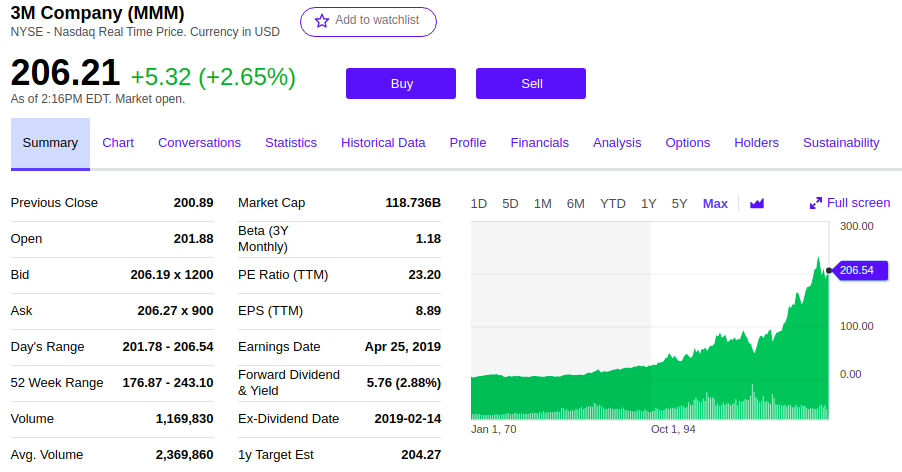 3M Company (MMM)
NYSE - Nasdaq Real Time Price. Currency in USD
Add to watchlist
206.21 +5.32 (+2.65%)
As of 2:16PM EDT. Market open.
Buy
Sell
Summary Chart Conversations Statistics Historical Data Profile Financials Analysis Options Holders Sustainability
Previous Close 200.89
Open 201.88
Bid 206.19 x 1200
Ask 206.27 x 900
Day's Range 201.78 - 206.54
52 Week Range 176.87 - 243.10
Volume 1,169,830
Avg. Volume 2,369,860
Market Cap 118.736B
Beta (3Y
Monthly) 1.18
PE Ratio (TTM) 23.20
EPS (TTM) 8.89
Earnings Date Apr 25, 2019
Forward Dividend
& Yield 5.76 (2.88%)
Ex-Dividend Date 2019-02-14
1y Target Est 204.27
1D 5D 1M 6M YTD 1Y 5Y Max Full screen
300.00
206.54
100.00
0.00
Jan 1, 70 Oct 1, 94